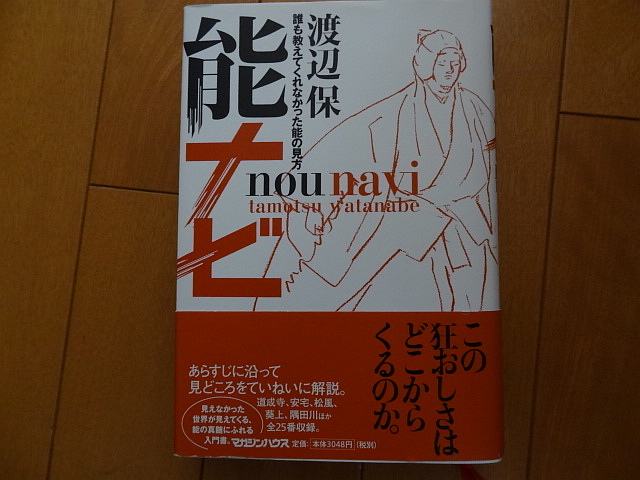 渡辺保
誰も教えてくれなかった能の見方
能ナビ
nounavi
tamotsu watanabe
この
狂おしさは
どこから
くるのか。
あらすじに沿って
見どころをていねいに解説。
道成寺、安宅、松風、
葵上、隅田川ほか
全25番収録。
見えなかった
世界が見えてくる、
能の真髄にふれる
入門書。
マガジンハウス 定価:本体3048円(税別)